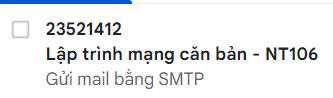 23521412
Lập trình mạng căn bản - NT106
Gửi mail bằng SMTP